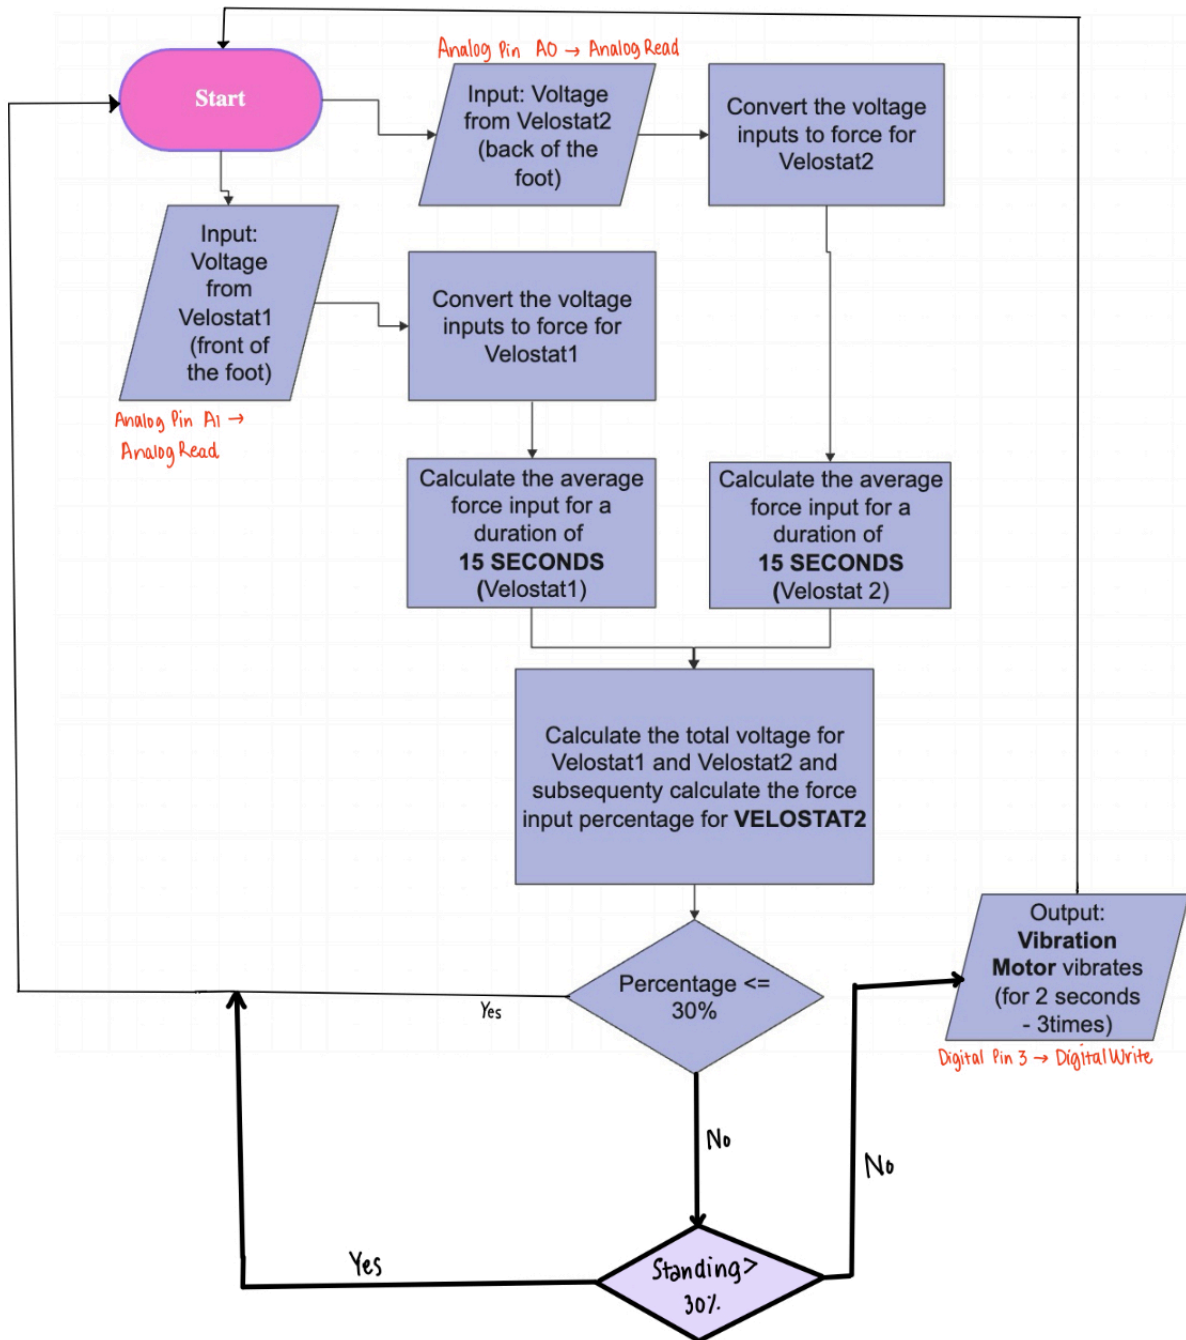 Analog Pin A0 → Analog Read
Start
Input: Voltage
from Velostat2
(back of the
foot)
Convert the voltage
inputs to force for
Velostat2
Input:
Voltage
from
Velostat1
(front of
the foot)
Analog Pin A1 →
Analog Read
Convert the voltage
inputs to force for
Velostat1
Calculate the average
force input for a
duration of
15 SECONDS
(Velostat1)
Calculate the average
force input for a
duration of
15 SECONDS
(Velostat 2)
Calculate the total voltage for
Velostat1 and Velostat2 and
subsequenty calculate the force
input percentage for VELOSTAT2
Output:
Vibration
Motor vibrates
(for 2 seconds
- 3times)
Digital Pin 3 → Digital Write
Percentage <=
30%
Yes
No
No
Yes
Standing >
30%